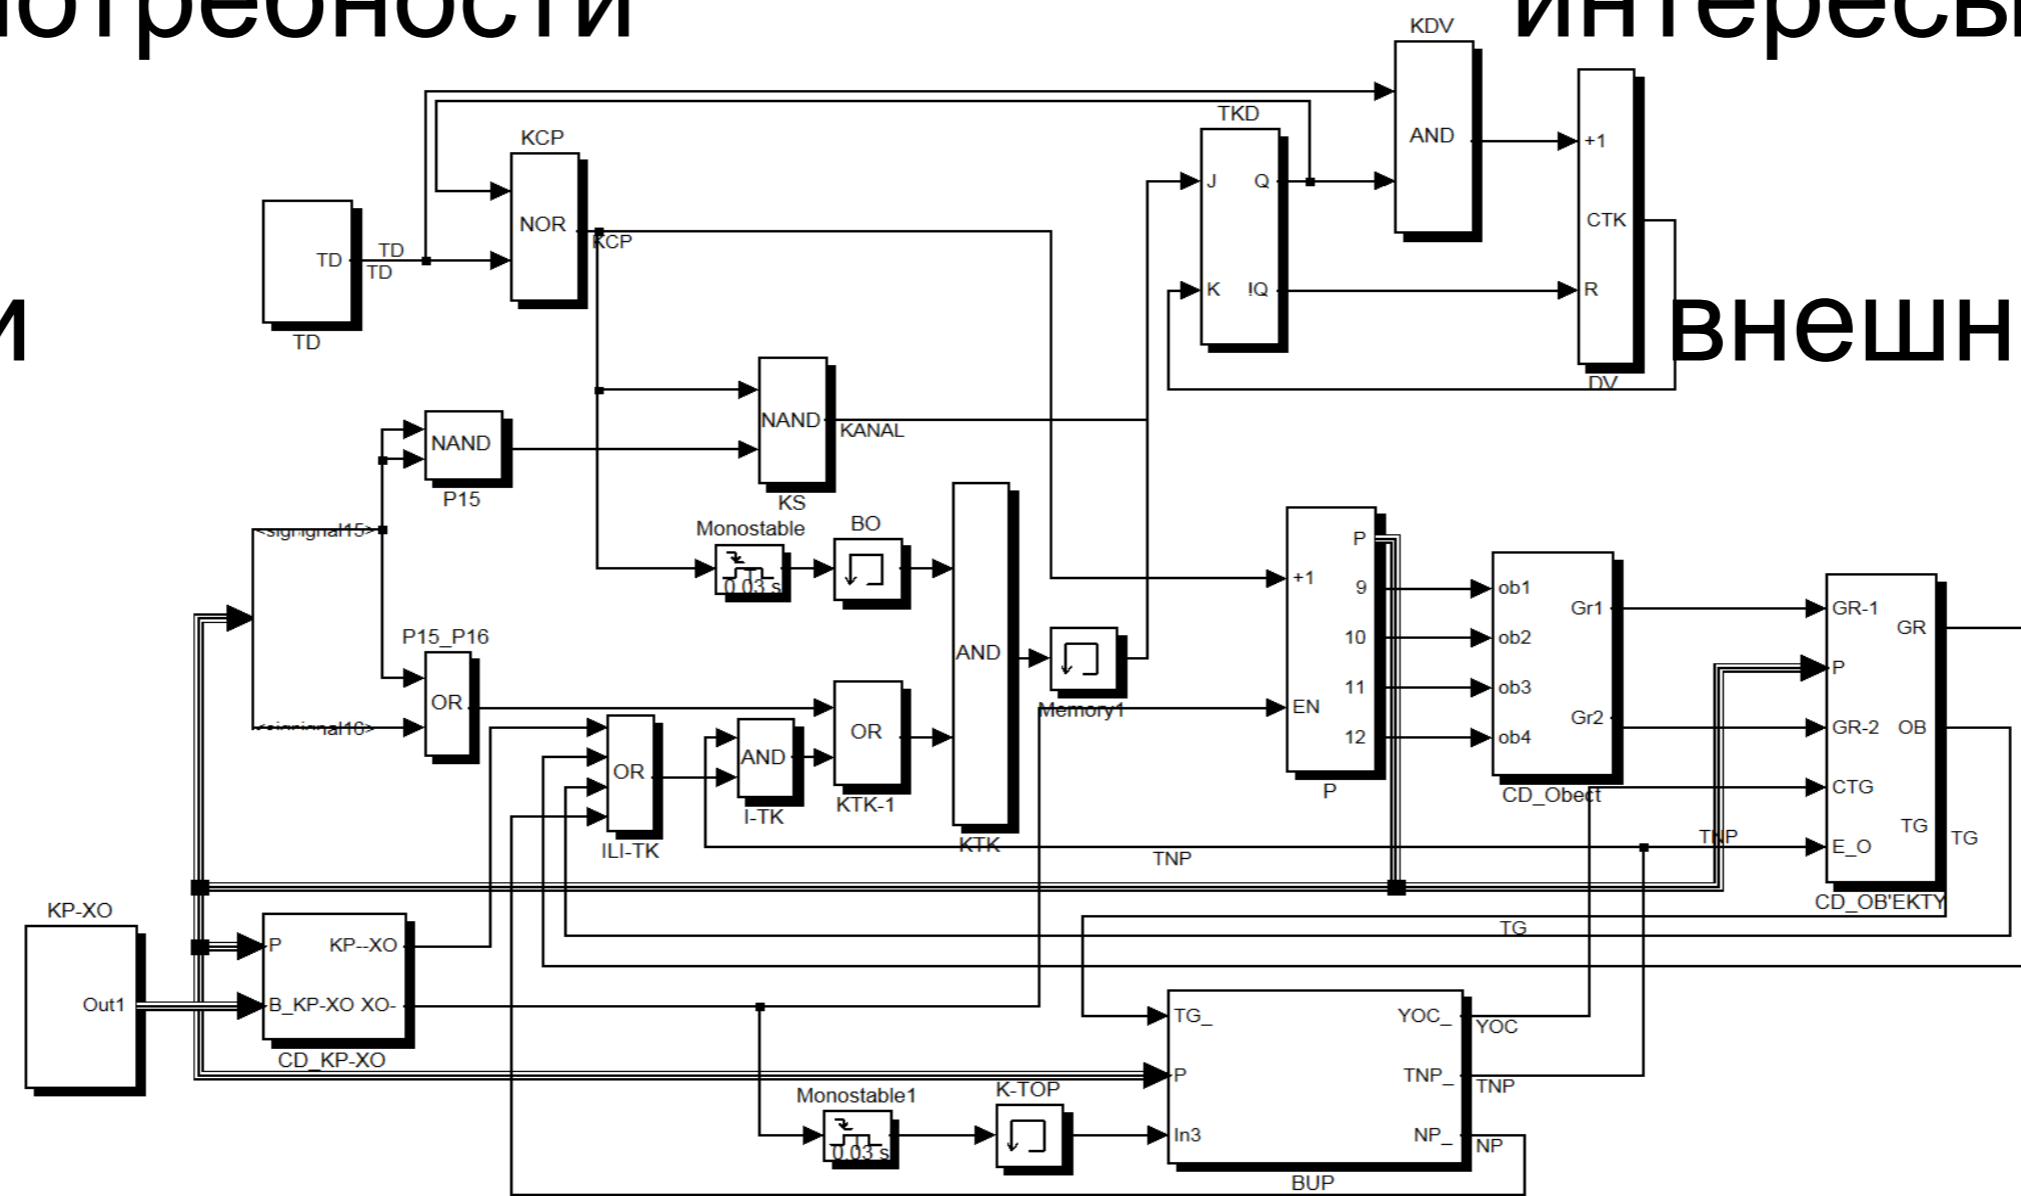 потребности
интересы
и
внешн
KDV
AND
TKD
J Q
K !Q
+1
CTK
R
DV
KCP
NOR
KCP
TD
TD
TD
TD
NAND
P15
NAND
KANAL
KS
Monostable
0.03 s
BO
P15_P16
OR
OR
ILI-TK
AND
I-TK
OR
KTK-1
AND
KTK
Memory1
P
+1 9
10
11
EN
12
P
ob1
ob2
ob3
ob4
Gr1
Gr2
CD_Obect
GR-1
GR
P
GR-2 OB
CTG
TG
E_O
CD_OB'EKTY
TG
TNP
TNP
TG
KP-XO
Out1
P KP--XO
B_KP-XO XO-
CD_KP-XO
Monostable1
0.03 s
K-TOP
TG_ YOC_
YOC
P TNP_
TNP
In3 NP_
NP
BUP